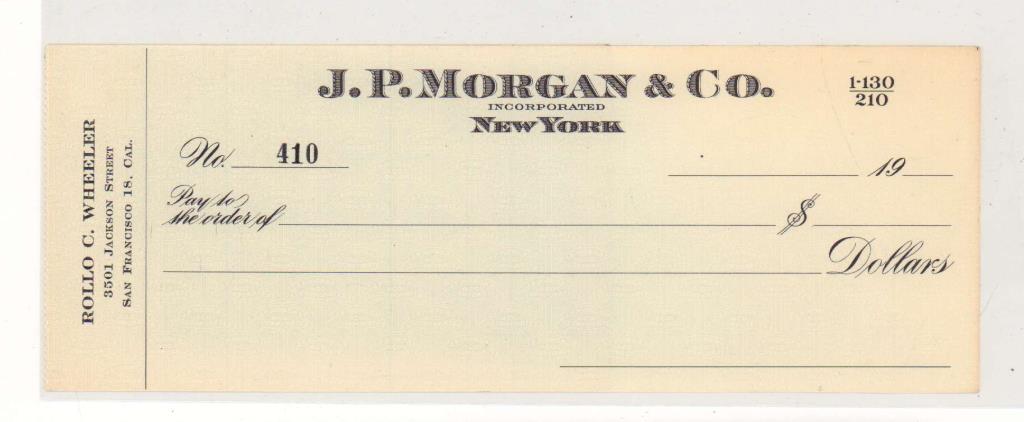 J. P. MORGAN & CO.
INCORPORATED
NEW YORK
1-130
210
No. 410
19
Pay to
the order of $
Dollars
ROLLO C. WHEELER
3501 JACKSON STREET
SAN FRANCISCO 18, CAL.